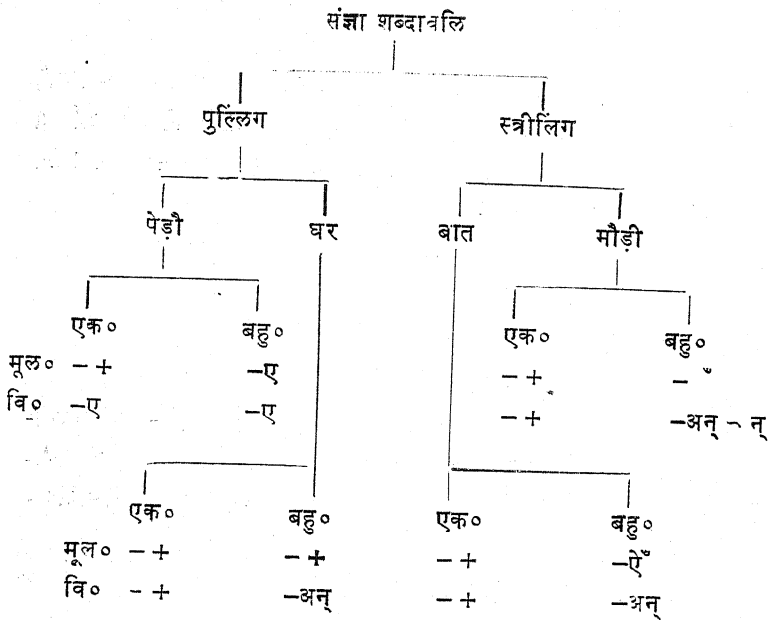 संज्ञा शब्दावलि
पुल्लिंग स्त्रीलिंग
पेड़ौ घर बात मौड़ी
एक० बहु० एक० बहु०
मूल० - + -ए - + - ँ
वि० -ए -ए - + -अन् ~ न्
एक० बहु० एक० बहु०
मूल० - + - + - + -ऐँ
वि० - + -अन् - + -अन्